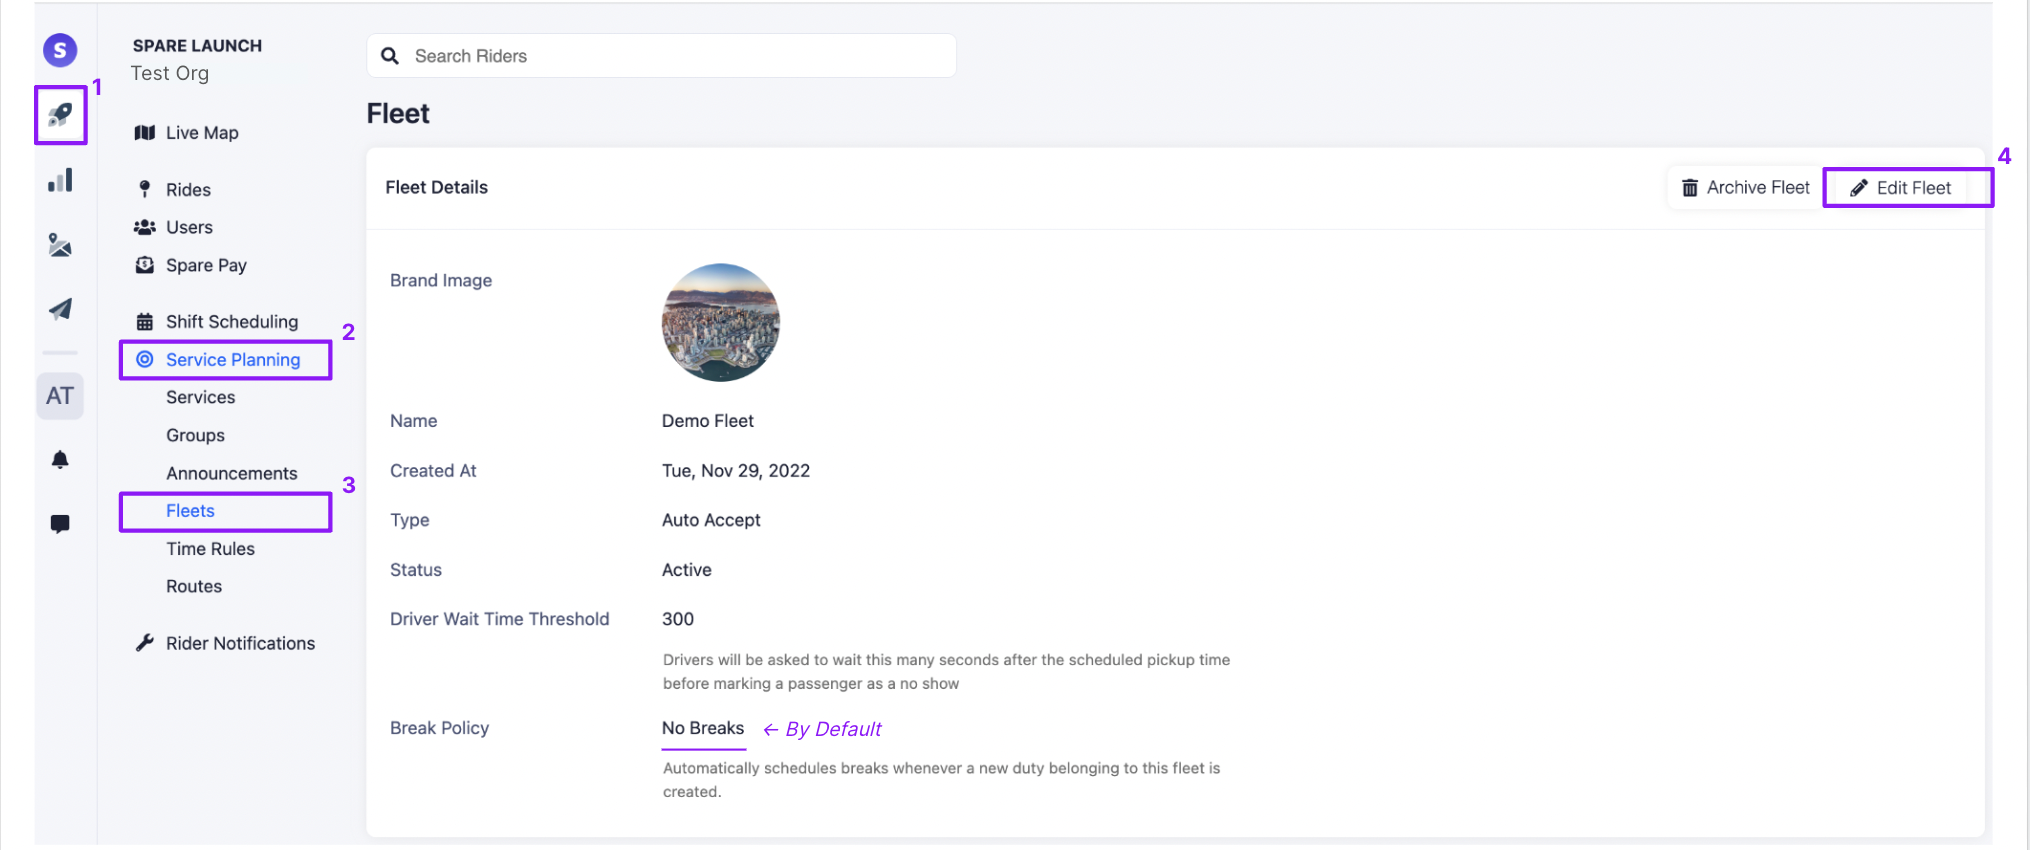 S
SPARE LAUNCH
Test Org
1
Live Map
Rides
Users
Spare Pay
Shift Scheduling
2
Service Planning
Services
Groups
Announcements
3
Fleets
Time Rules
Routes
Rider Notifications
AT
Search Riders
Fleet
Fleet Details
Archive Fleet
Edit Fleet
4
Brand Image
Name Demo Fleet
Created At Tue, Nov 29, 2022
Type Auto Accept
Status Active
Driver Wait Time Threshold 300
Drivers will be asked to wait this many seconds after the scheduled pickup time
before marking a passenger as a no show
Break Policy No Breaks ← By Default
Automatically schedules breaks whenever a new duty belonging to this fleet is
created.